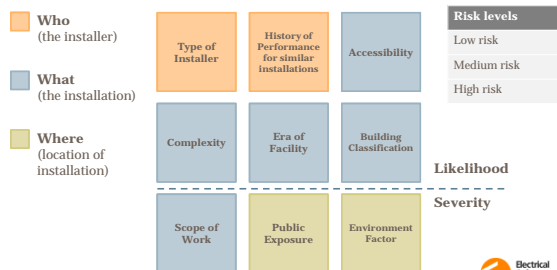 Who
(the installer)
What
(the installation)
Where
(location of
installation)
Type of
Installer
History of
Performance
for similar
installations
Accessibility
Complexity
Era of
Facility
Building
Classification
Likelihood
Severity
Scope of
Work
Public
Exposure
Environment
Factor
Risk levels
Low risk
Medium risk
High risk
Electrical